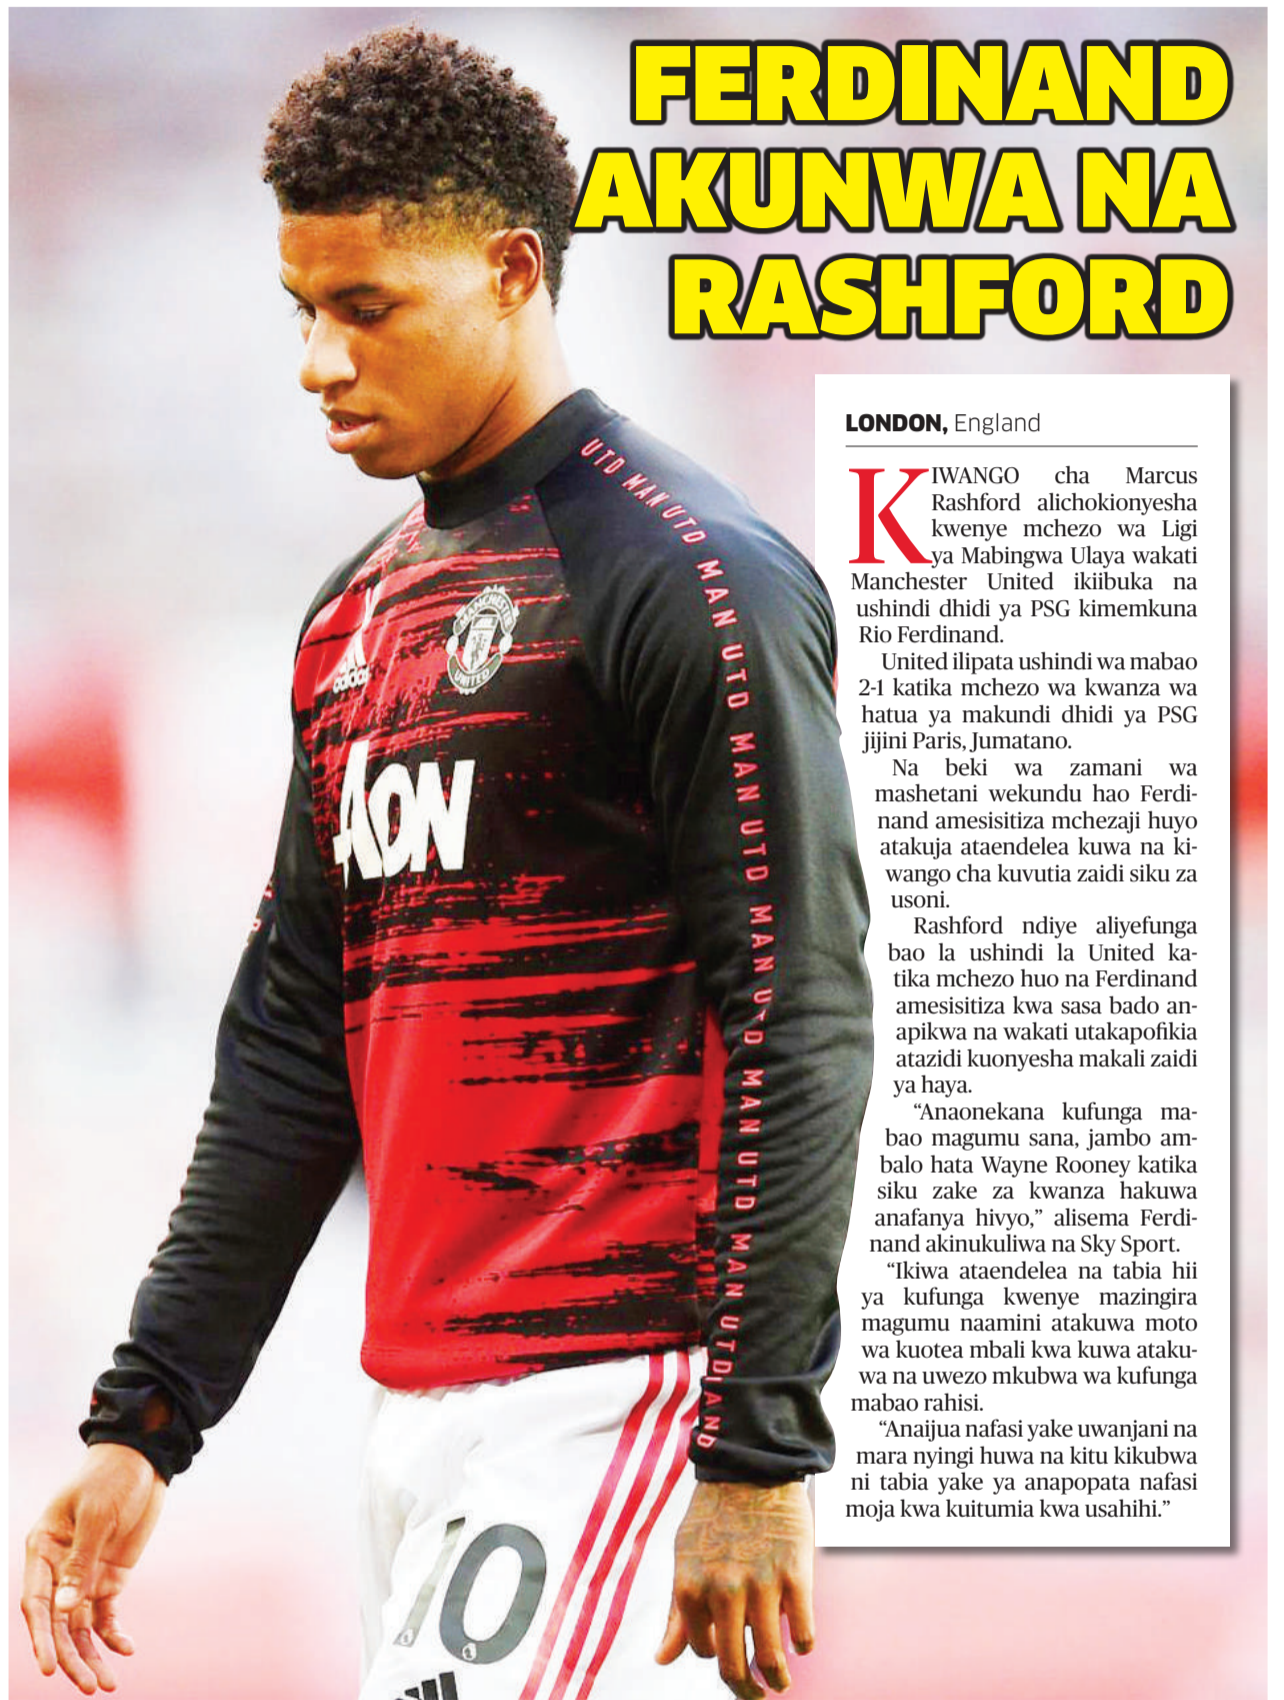 FERDINAND
AKUNWA NA
RASHFORD
LONDON, England
KIWANGO cha Marcus
Rashford alichokionyesha
kwenye mchezo wa Ligi
ya Mabingwa Ulaya wakati
Manchester United ikiibuka na
ushindi dhidi ya PSG kimemkuna
Rio Ferdinand.
United ilipata ushindi wa mabao
2-1 katika mchezo wa kwanza wa
hatua ya makundi dhidi ya PSG
jijini Paris, Jumatano.
Na beki wa zamani wa
mashetani wekundu hao Ferdi-
nand amesisitiza mchezaji huyo
atakuja ataendelea kuwa na ki-
wango cha kuvutia zaidi siku za
usoni.
Rashford ndiye aliyefunga
bao la ushindi la United ka-
tika mchezo huo na Ferdinand
amesisitiza kwa sasa bado an-
apikwa na wakati utakapofikia
atazidi kuonyesha makali zaidi
ya haya.
“Anaonekana kufunga ma-
bao magumu sana, jambo am-
balo hata Wayne Rooney katika
siku zake za kwanza hakuwa
anafanya hivyo,” alisema Ferdi-
nand akinukuliwa na Sky Sport.
“Ikiwa ataendelea na tabia hii
ya kufunga kwenye mazingira
magumu naamini atakuwa moto
wa kuotea mbali kwa kuwa ataku-
wa na uwezo mkubwa wa kufunga
mabao rahisi.
“Anaijua nafasi yake uwanjani na
mara nyingi huwa na kitu kikubwa
ni tabia yake ya anapopata nafasi
moja kwa kuitumia kwa usahihi.”
UTD MAN UTD MAN UTD MAN UTD MAN UTD MAN UTD MAN UTD MAN UTD
adidas
MANCHESTER
UNITED
AON
10